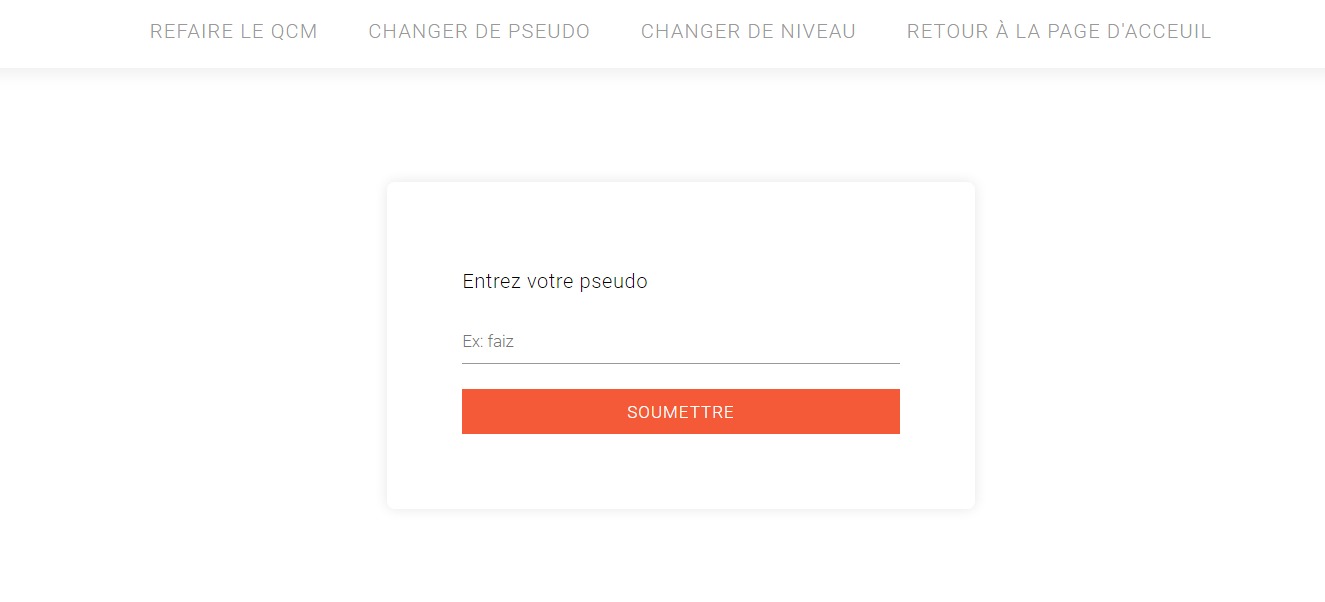 REFAIRE LE QCM CHANGER DE PSEUDO CHANGER DE NIVEAU RETOUR À LA PAGE D'ACCEUIL
Entrez votre pseudo
Ex: faiz
SOUMETTRE